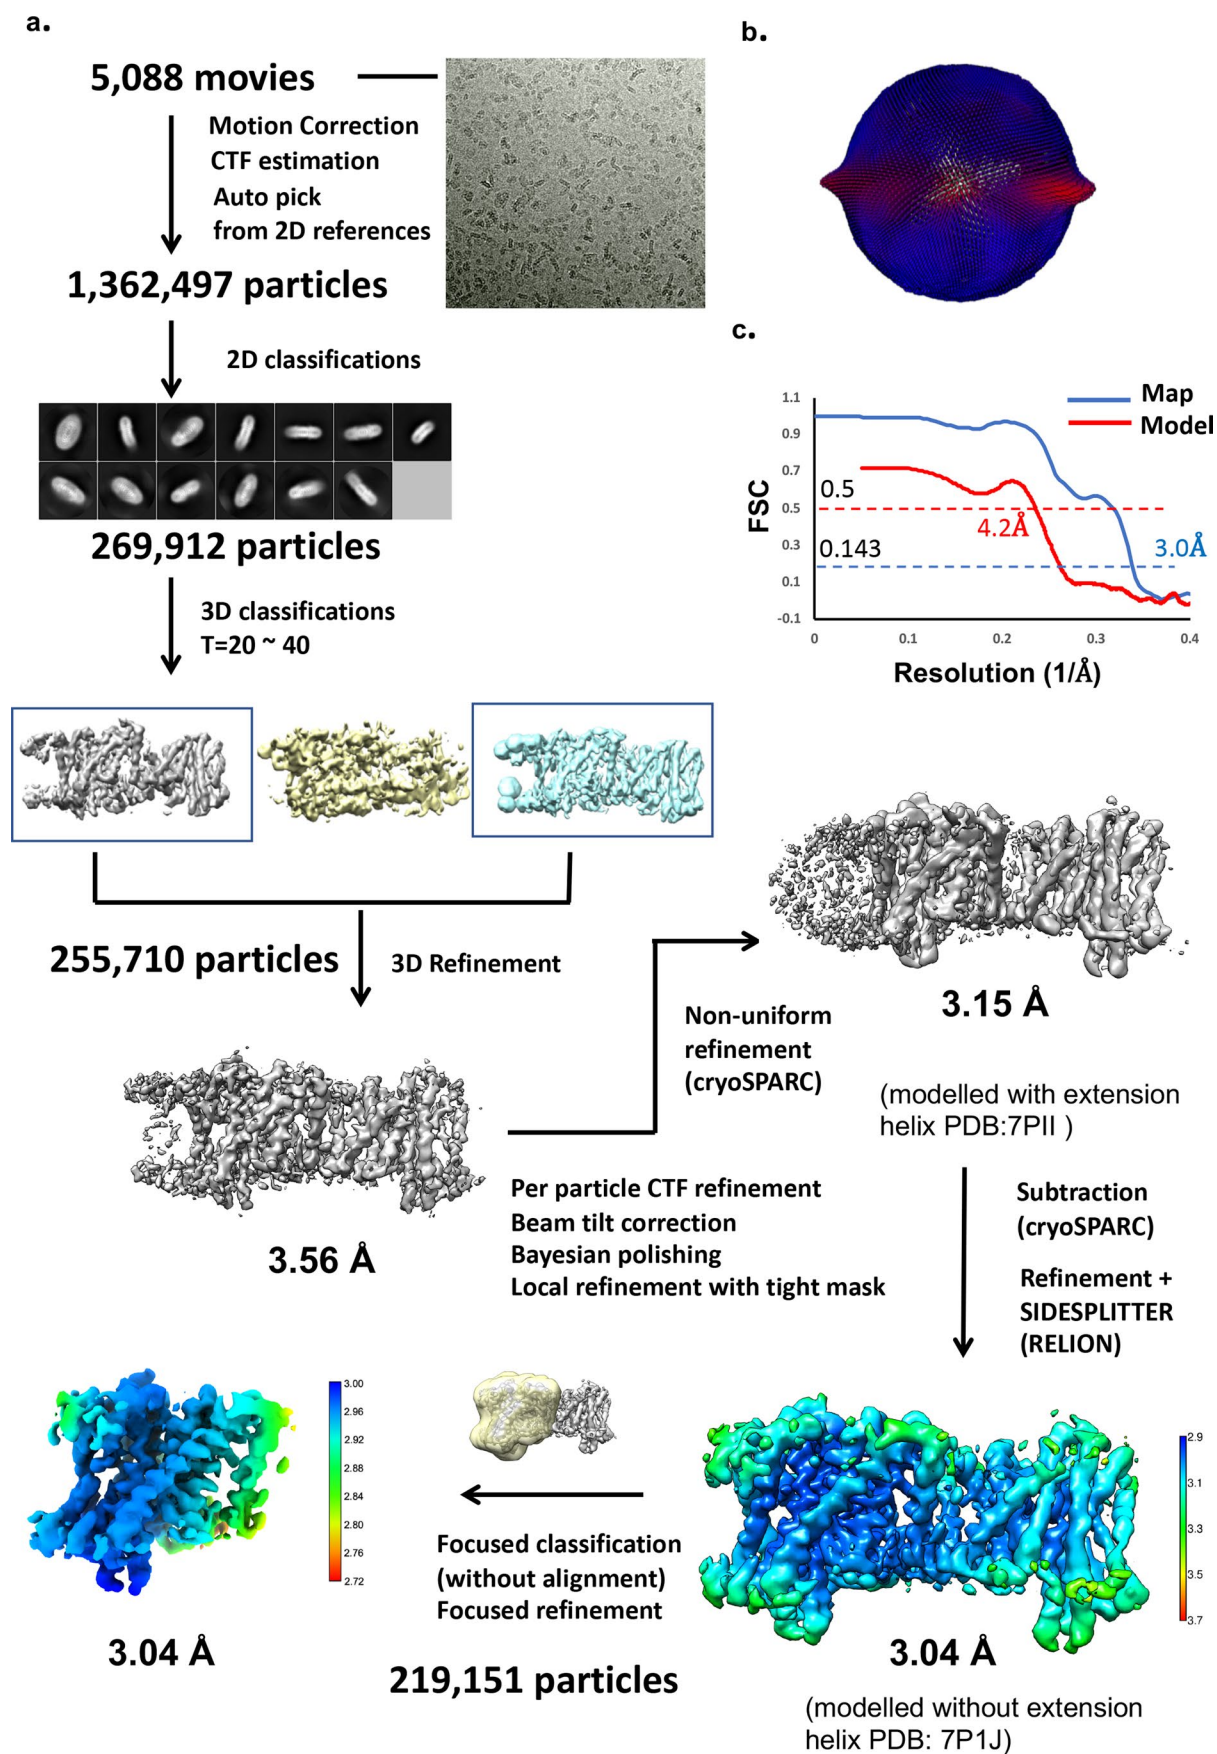 a.
5,088 movies
Motion Correction
CTF estimation
Auto pick
from 2D references
1,362,497 particles
2D classifications
269,912 particles
3D classifications
T=20 ~ 40
255,710 particles
3D Refinement
3.56 Å
Non-uniform
refinement
(cryoSPARC)
Per particle CTF refinement
Beam tilt correction
Bayesian polishing
Local refinement with tight mask
3.15 Å
(modelled with extension
helix PDB:7PII )
Subtraction
(cryoSPARC)
Refinement +
SIDESPLITTER
(RELION)
2.9
3.1
3.3
3.5
3.7
3.04 Å
(modelled without extension
helix PDB: 7P1J)
Focused classification
(without alignment)
Focused refinement
219,151 particles
3.00
2.96
2.92
2.88
2.84
2.80
2.76
2.72
3.04 Å
b.
c.
Map
Model
FSC
1.1
0.9
0.7
0.5
0.3
0.1
-0.1
0.5
4.2Å
0.143
3.0Å
0
0.1
0.2
0.3
0.4
Resolution (1/Å)